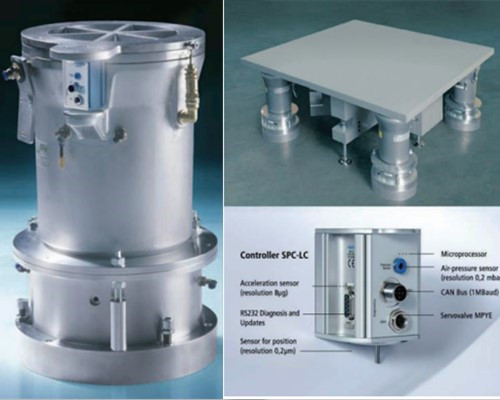 Controller SPC-LC
Microprocessor
Air-pressure sensor
(resolution 0,2 mba
Acceleration sensor
(resolution 8µg)
CAN Bus (1MBaud)
RS232 Diagnosis and
Updates
Servovalve MPYE
Sensor for position
(resolution 0,2µm)